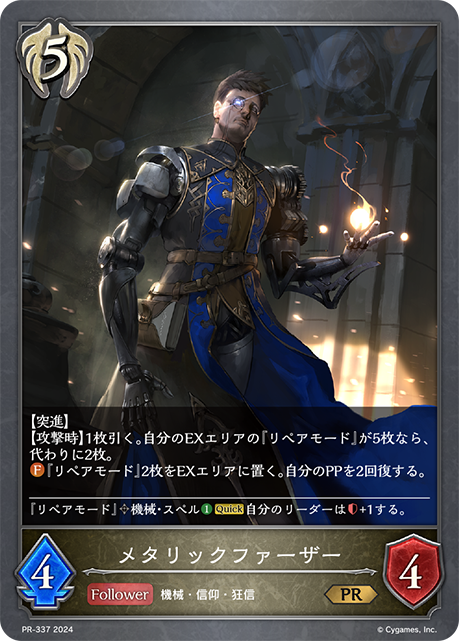 5
【突進】
【攻撃時】1枚引く。自分のEXエリアの『リペアモード』が5枚なら、
代わりに2枚。
F『リペアモード』2枚をEXエリアに置く。自分のPPを2回復する。
『リペアモード』機械・スペル1 Quick 自分のリーダーは+1する。
メタリックファーザー
4
Follower 機械・信仰・狂信 PR
4
PR-337 2024 © Cygames, Inc.